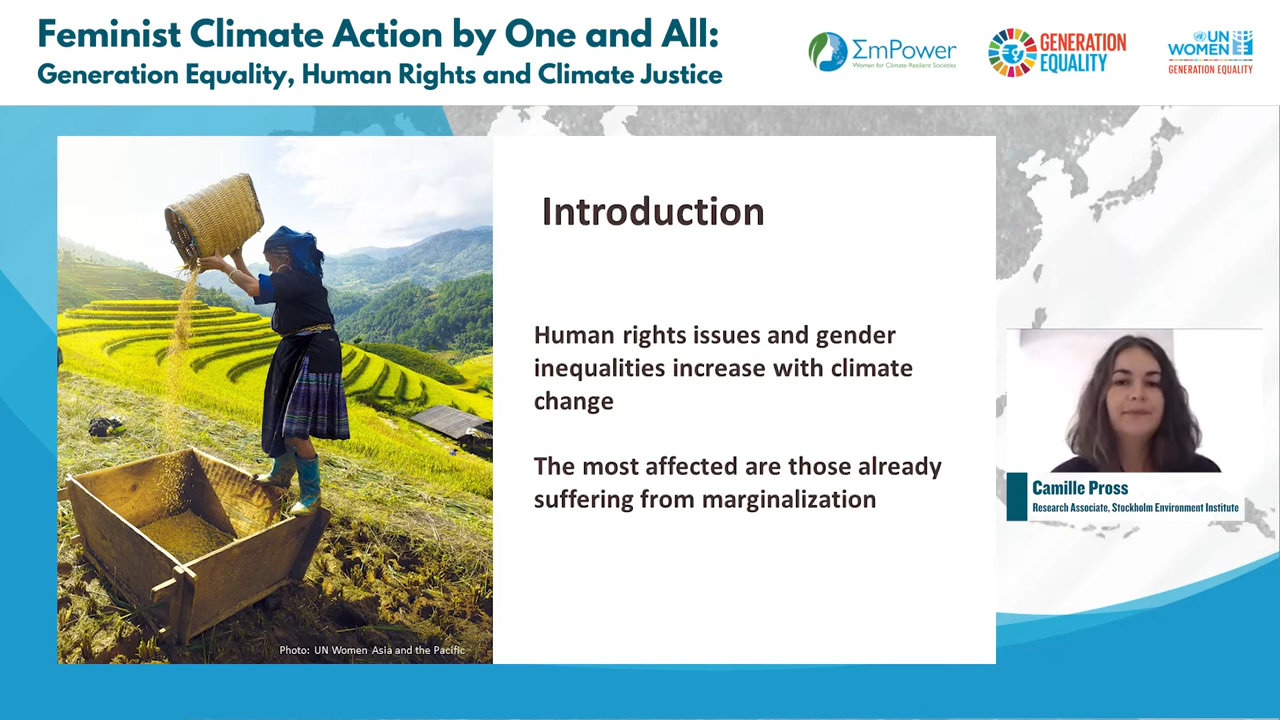 Feminist Climate Action by One and All:
Generation Equality, Human Rights and Climate Justice
ΣmPower
Women for Climate-Resilient Societies
GENERATION
EQUALITY
UN
WOMEN
GENERATION EQUALITY
Introduction
Human rights issues and gender
inequalities increase with climate
change
The most affected are those already
suffering from marginalization
Photo: UN Women Asia and the Pacific
Camille Pross
Research Associate, Stockholm Environment Institute